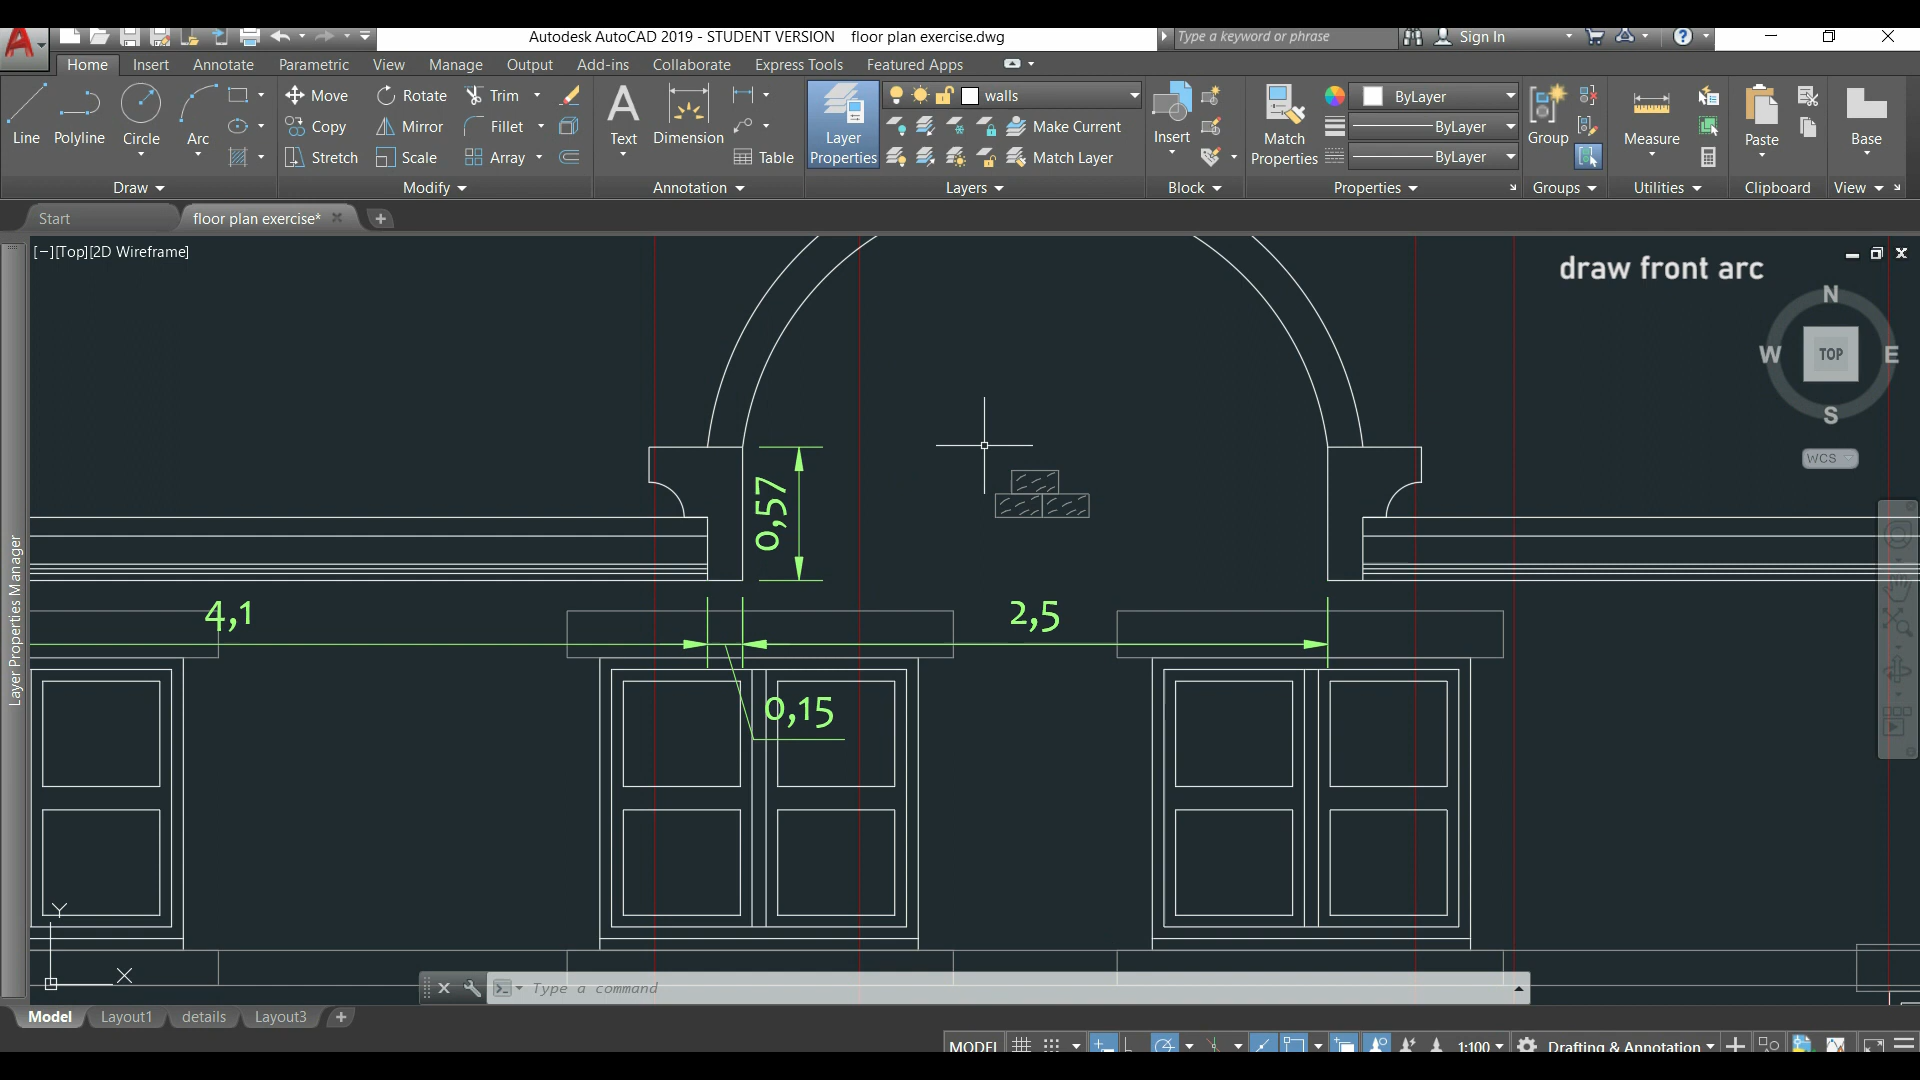 Autodesk AutoCAD 2019 - STUDENT VERSION floor plan exercise.dwg
Type a keyword or phrase
Sign In
Home Insert Annotate Parametric View Manage Output Add-ins Collaborate Express Tools Featured Apps
Line
Polyline
Circle
Arc
Move
Rotate
Trim
Copy
Mirror
Fillet
Stretch
Scale
Array
Text
Dimension
Table
Layer
Properties
walls
Make Current
Match Layer
Insert
Match
Properties
ByLayer
ByLayer
ByLayer
Group
Measure
Paste
Base
Draw
Modify
Annotation
Layers
Block
Properties
Groups
Utilities
Clipboard
View
Start
floor plan exercise*
[−][Top][2D Wireframe]
draw front arc
N
W
TOP
E
S
WCS
Layer Properties Manager
0,57
4,1
2,5
0,15
Y
X
Type a command
Model
Layout1
details
Layout3
MODEL
1:100
Drafting & Annotation